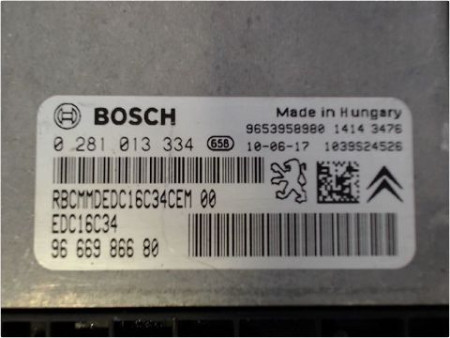 BOSCH
Made in Hungary
9653958980 1414 3476
0 281 013 334 658 10-06-17 1039S24526
RBCMMDEDC16C34CEM 00
EDC16C34
96 669 866 80